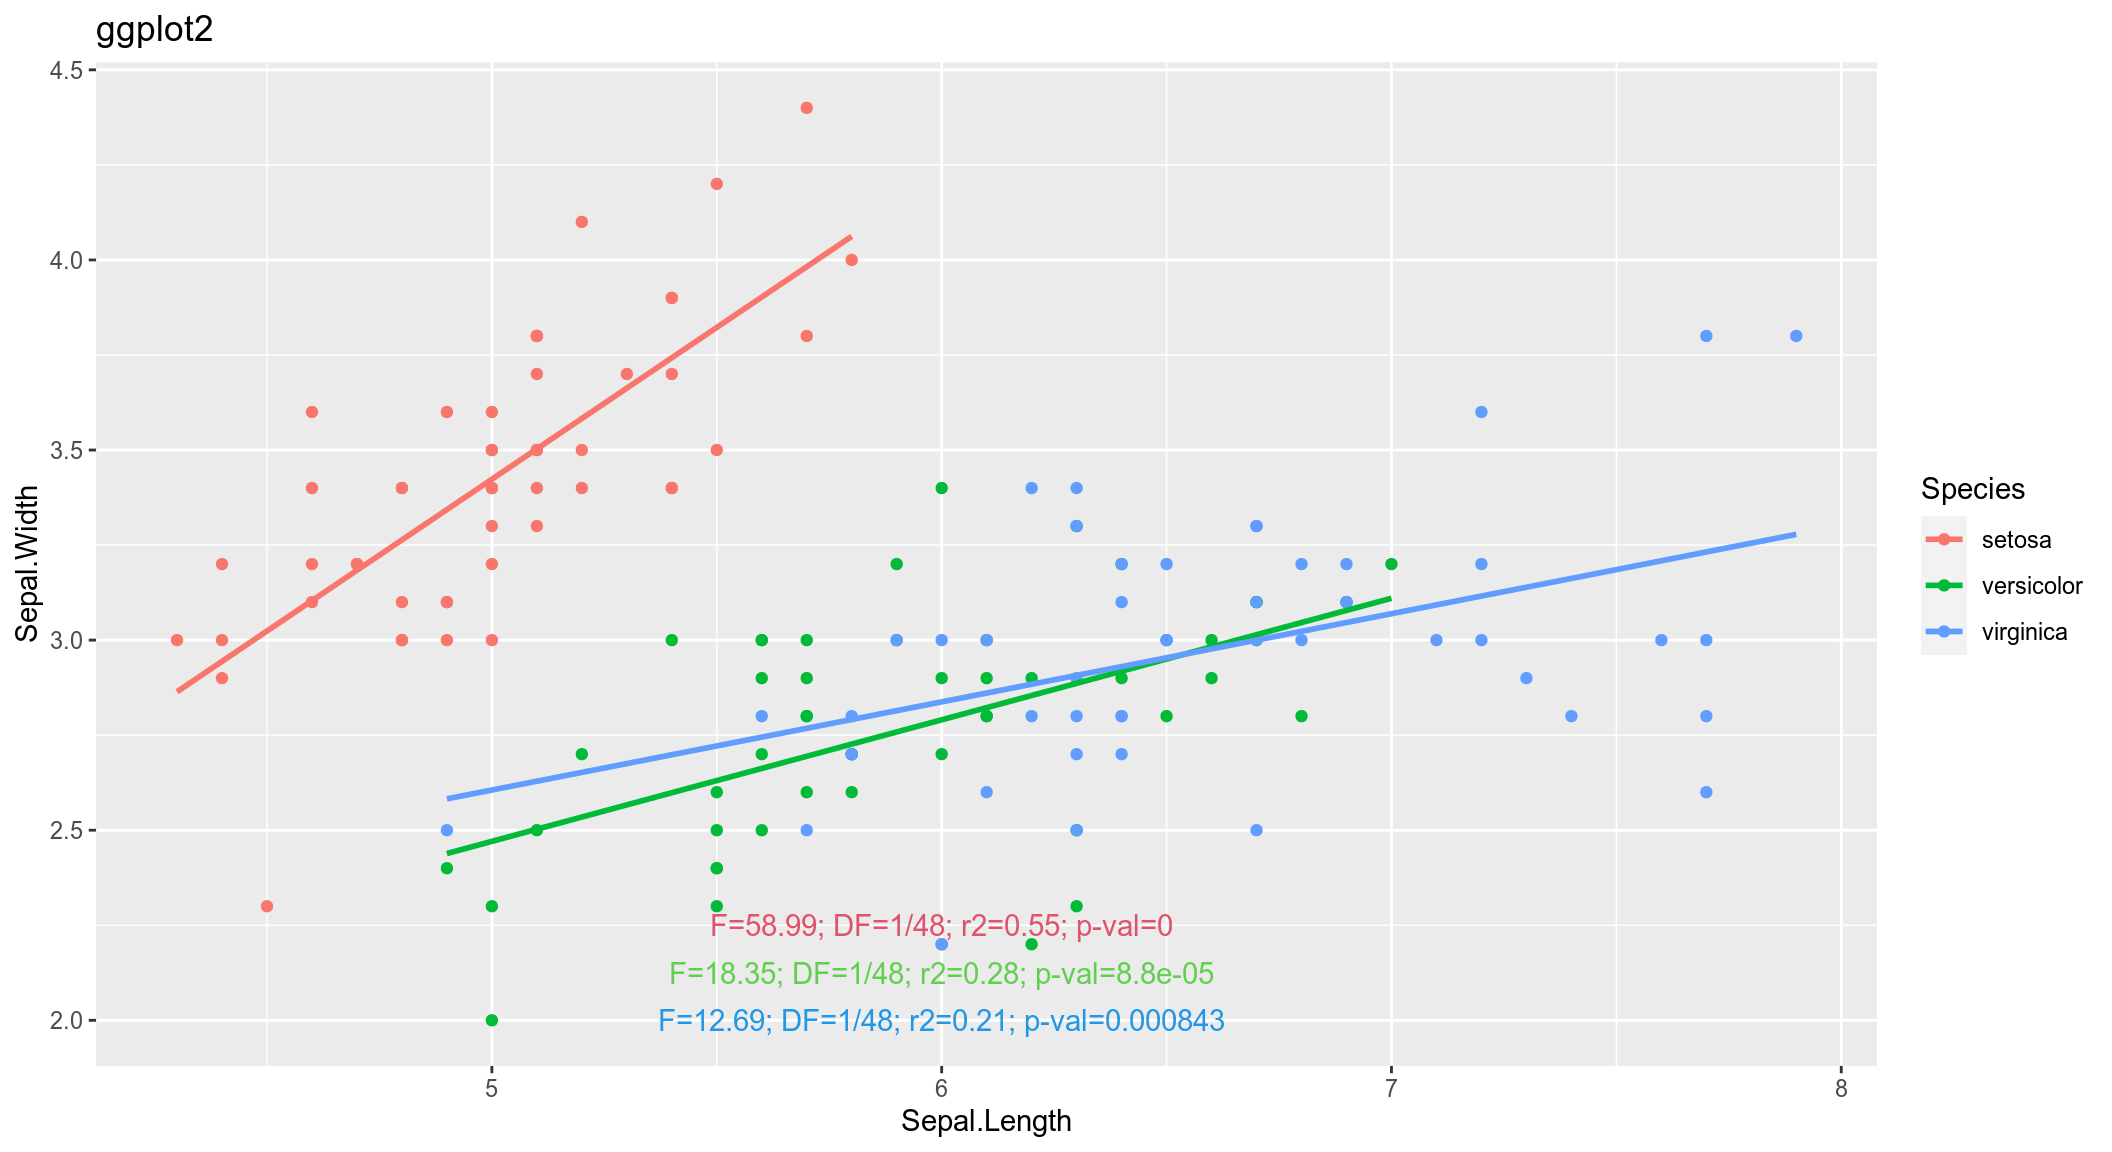 ggplot2
4.5
4.0
3.5
3.0
2.5
2.0
Sepal.Width
F=58.99; DF=1/48; r2=0.55; p-val=0
F=18.35; DF=1/48; r2=0.28; p-val=8.8e-05
F=12.69; DF=1/48; r2=0.21; p-val=0.000843
5 6 7 8
Sepal.Length
Species
setosa
versicolor
virginica